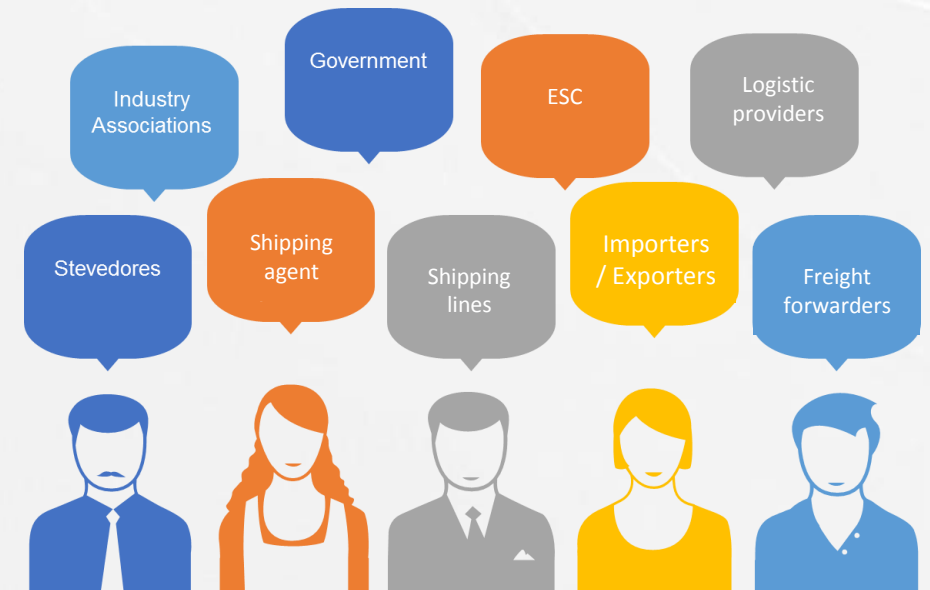 Industry
Associations
Government
ESC
Logistic
providers
Stevedores
Shipping
agent
Shipping
lines
Importers
/ Exporters
Freight
forwarders